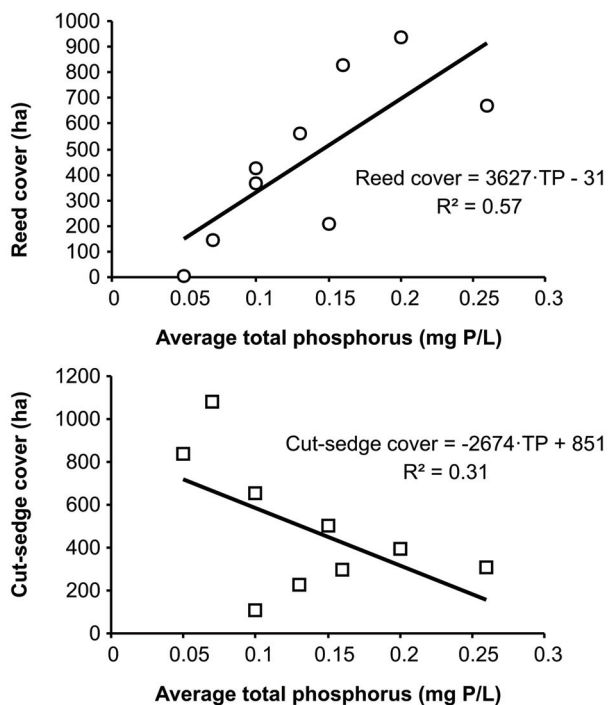 1000
900
800
700
600
500
400
300
200
100
0
Reed cover (ha)
Reed cover = 3627·TP - 31
R² = 0.57
0 0.05 0.1 0.15 0.2 0.25 0.3
Average total phosphorus (mg P/L)
1200
1000
800
600
400
200
0
Cut-sedge cover (ha)
Cut-sedge cover = -2674·TP + 851
R² = 0.31
0 0.05 0.1 0.15 0.2 0.25 0.3
Average total phosphorus (mg P/L)